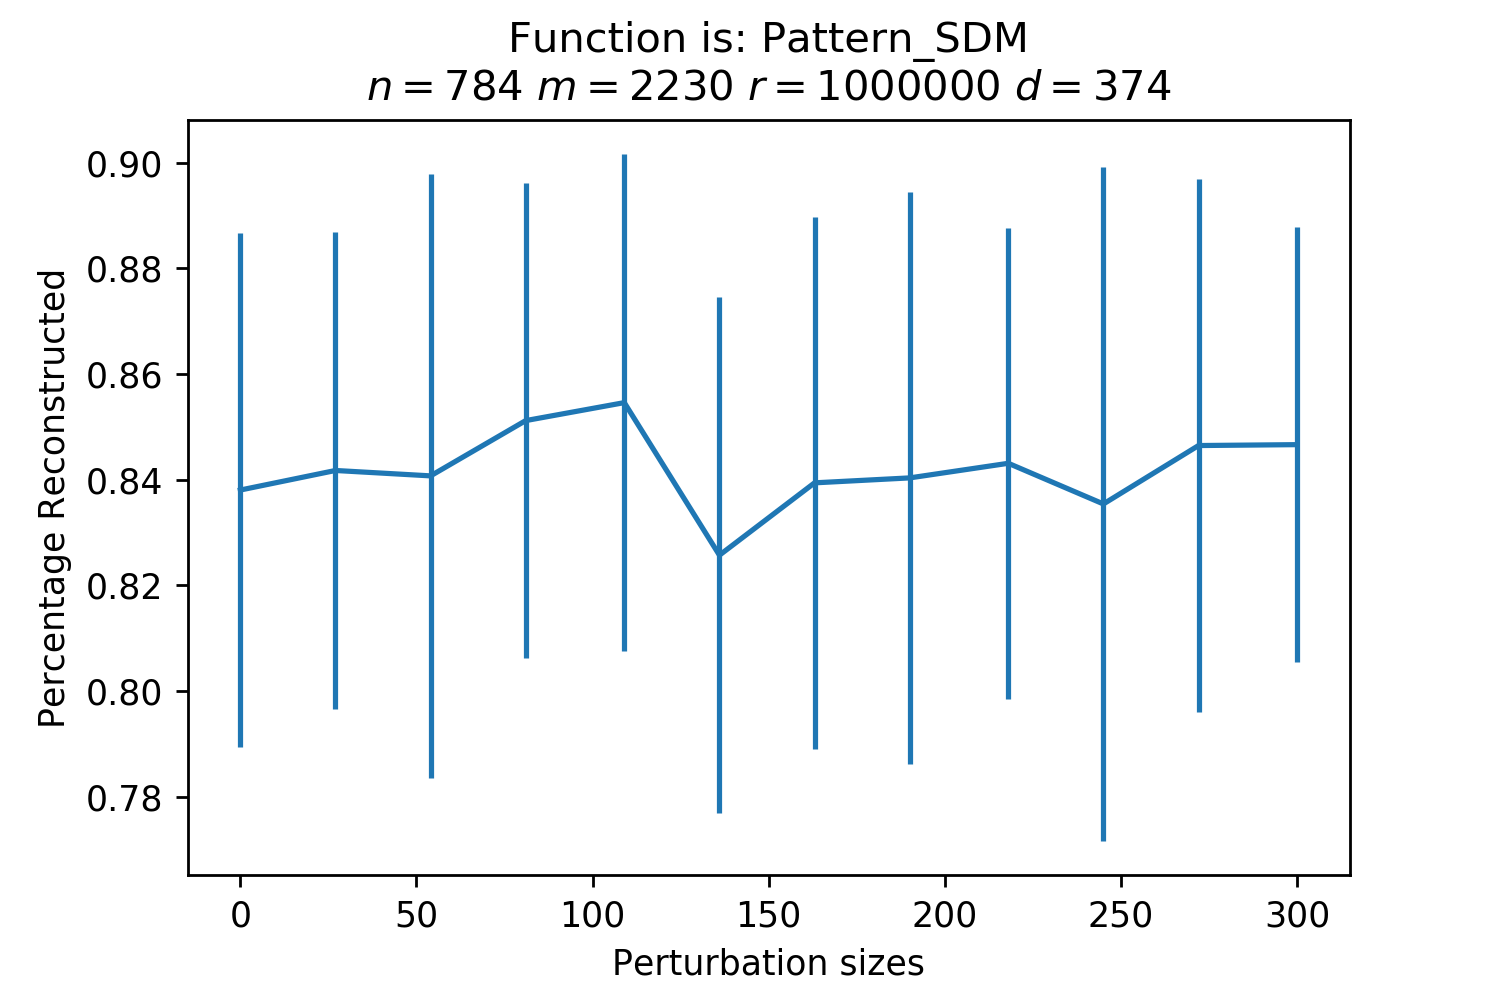 Function is: Pattern_SDM
n = 784 m = 2230 r = 1000000 d = 374
0.90
0.88
0.86
0.84
0.82
0.80
0.78
Percentage Reconstructed
0 50 100 150 200 250 300
Perturbation sizes